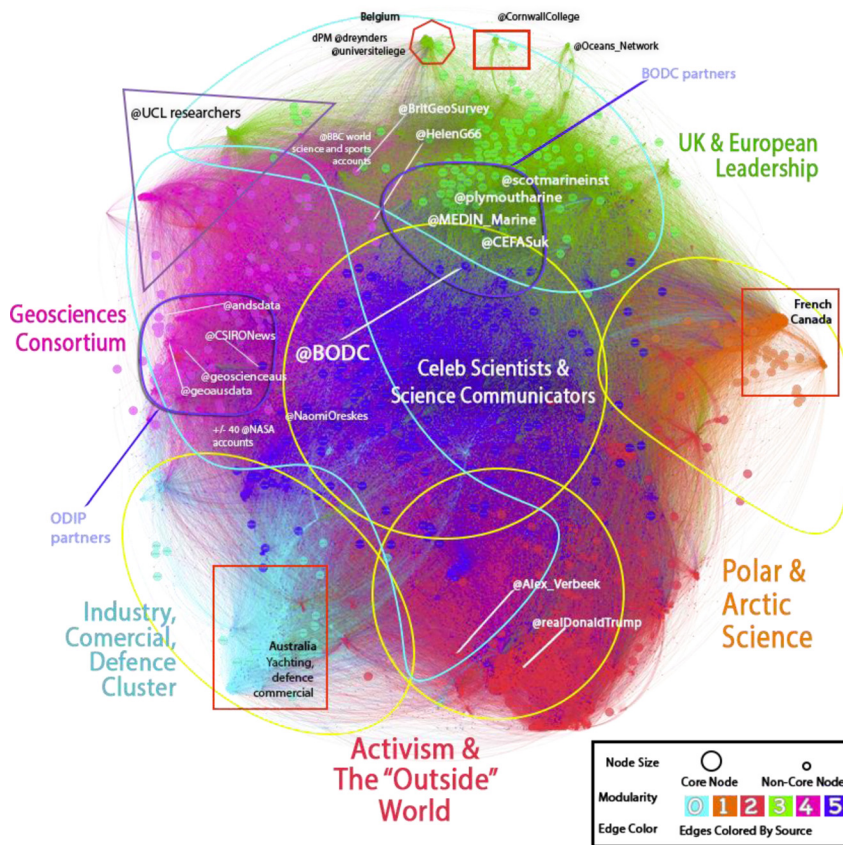 Belgium
dPM @dreynders
@universiteliege
@CornwallCollege
@Oceans_Network
BODC partners
@UCL researchers
@BBC world
science and sports
accounts
@BritGeoSurvey
@HelenG66
UK & European
Leadership
@scotmarineinst
@plymoutharine
@MEDIN_Marine
@CEFASuk
Geosciences
Consortium
@andsdata
@CSIRONews
@geoscienceaus
@geoausdata
@BODC
Celeb Scientists &
Science Communicators
French
Canada
@NaomiOreskes
+/- 40 @NASA
accounts
ODIP
partners
Polar &
Arctic
Science
@Alex_Verbeek
@realDonaldTrump
Industry,
Comercial,
Defence
Cluster
Australia
Yachting,
defence
commercial
Activism &
The "Outside"
World
Node Size
Core Node
Non-Core Node
Modularity
0 1 2 3 4 5
Edge Color
Edges Colored By Source